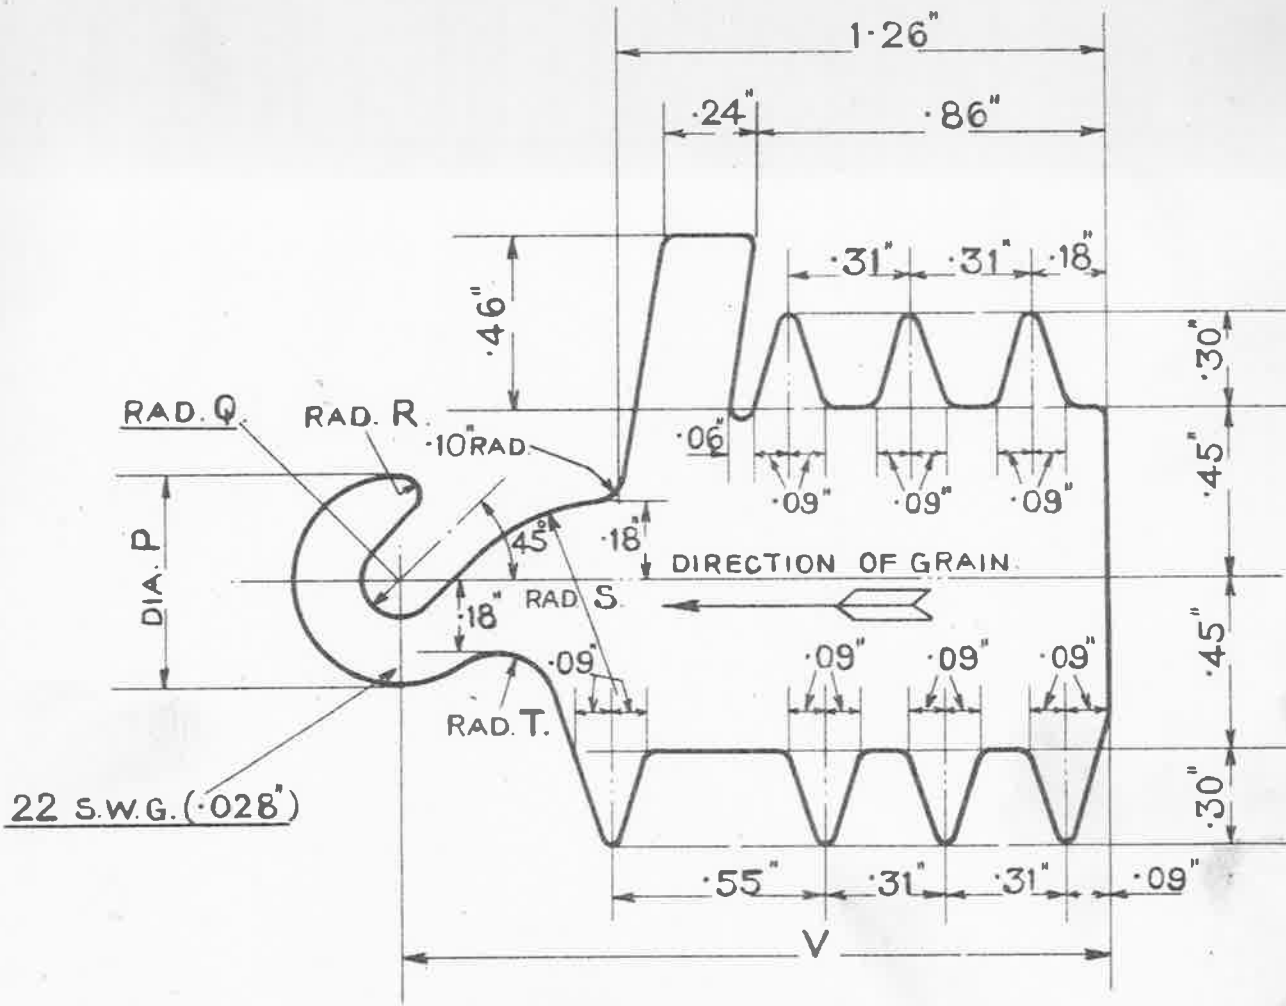 1·26"
·24"
·86"
·31"
·31"
·18"
·46"
·30"
RAD. Q.
RAD. R.
·10" RAD.
·06"
·45"
·09"
·09"
·09"
45°
·18"
DIRECTION OF GRAIN.
DIA. P
RAD. S.
·18"
·45"
·09"
·09"
·09"
·09"
RAD. T.
22 S.W.G. (·028")
·30"
·55"
·31"
·31"
·09"
V